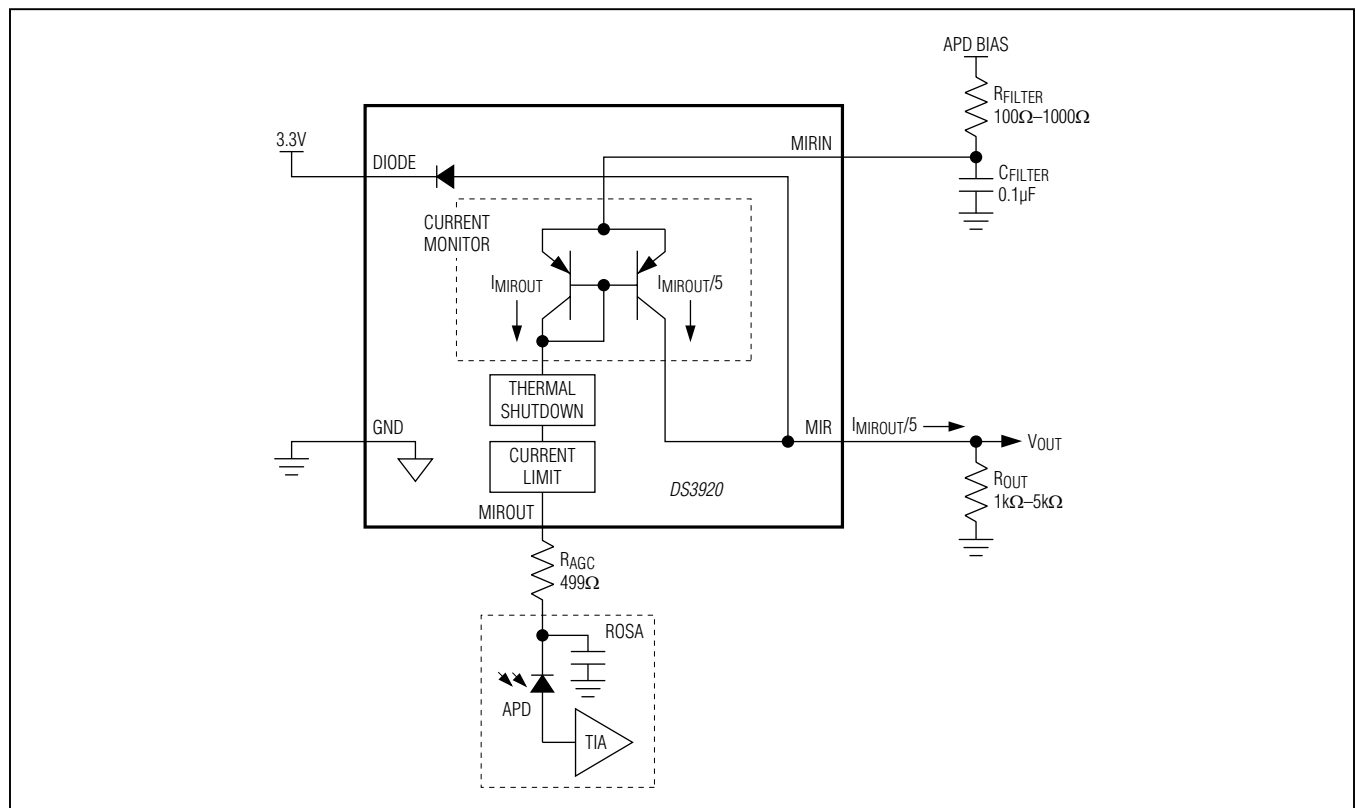 APD BIAS
RFILTER
100Ω–1000Ω
3.3V
MIRIN
DIODE
CFILTER
0.1µF
CURRENT
MONITOR
IMIROUT
IMIROUT/5
THERMAL
SHUTDOWN
GND
MIR
IMIROUT/5
VOUT
CURRENT
LIMIT
DS3920
ROUT
1kΩ–5kΩ
MIROUT
RAGC
499Ω
ROSA
APD
TIA